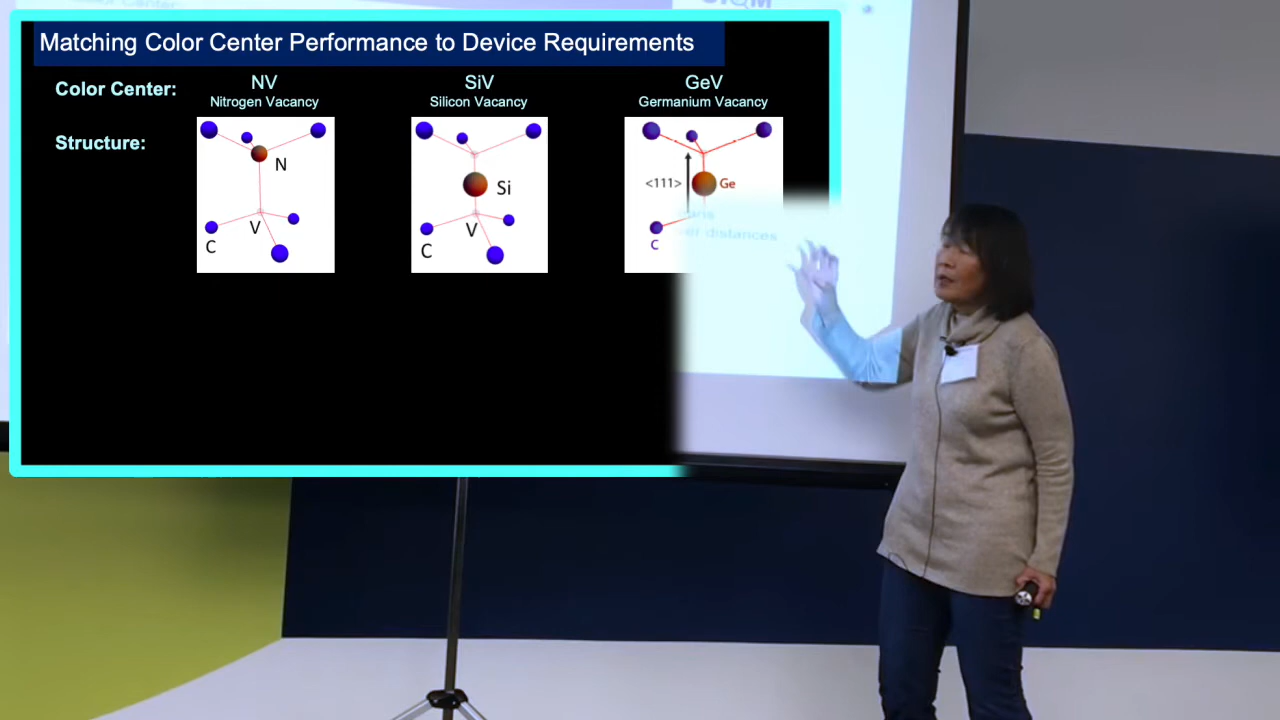 Matching Color Center Performance to Device Requirements
Color Center: NV SiV GeV
Nitrogen Vacancy Silicon Vacancy Germanium Vacancy
Structure:
N
V
C
Si
V
C
<111> Ge
C
distances